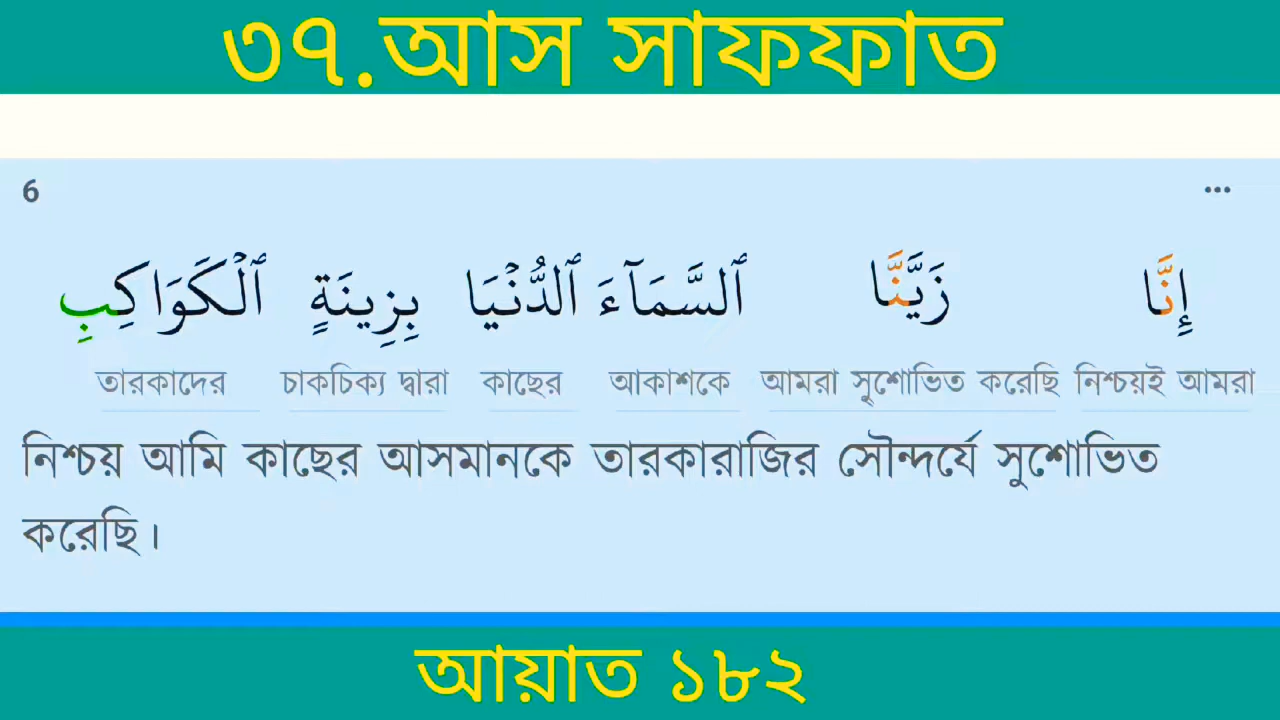 ৩৭.আস সাফফাত
6
...
إِنَّا زَيَّنَّا ٱلسَّمَآءَ ٱلدُّنْيَا بِزِينَةٍ ٱلْكَوَاكِبِ
তারকাদের চাকচিক্য দ্বারা কাছের আকাশকে আমরা সুশোভিত করেছি নিশ্চয়ই আমরা
নিশ্চয় আমি কাছের আসমানকে তারকারাজির সৌন্দর্যে সুশোভিত
করেছি।
আয়াত ১৮২